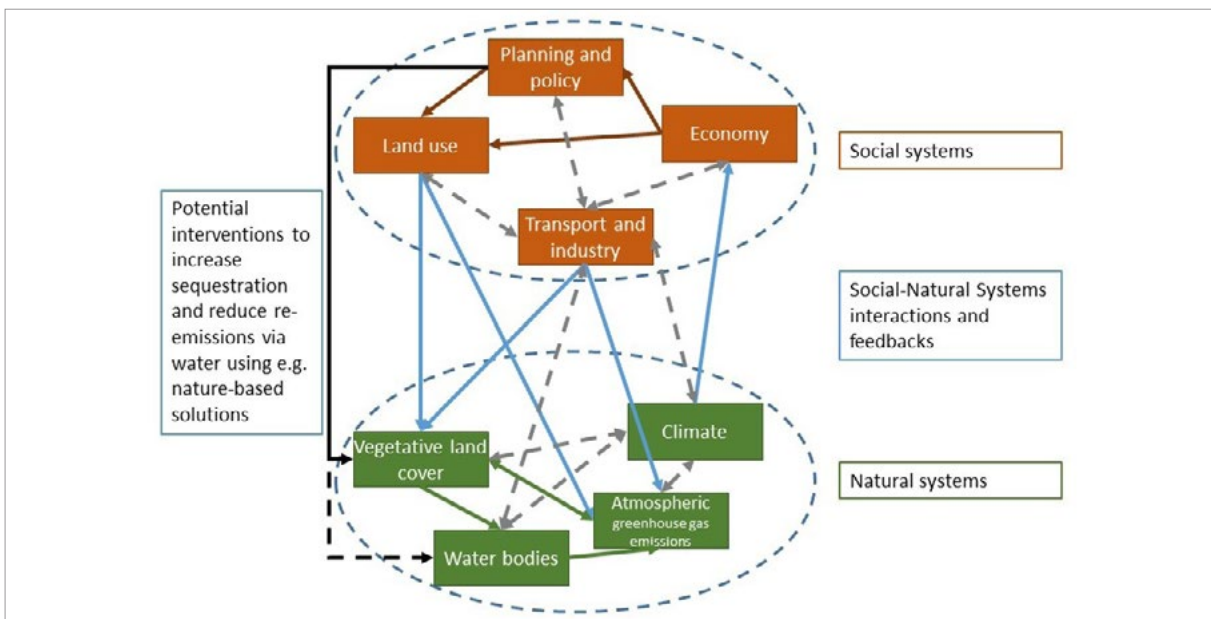 Planning and
policy
Economy
Land use
Social systems
Transport and
industry
Potential
interventions to
increase
sequestration
and reduce re-
emissions via
water using e.g.
nature-based
solutions
Social-Natural Systems
interactions and
feedbacks
Climate
Vegetative land
cover
Natural systems
Atmospheric
greenhouse gas
emissions
Water bodies